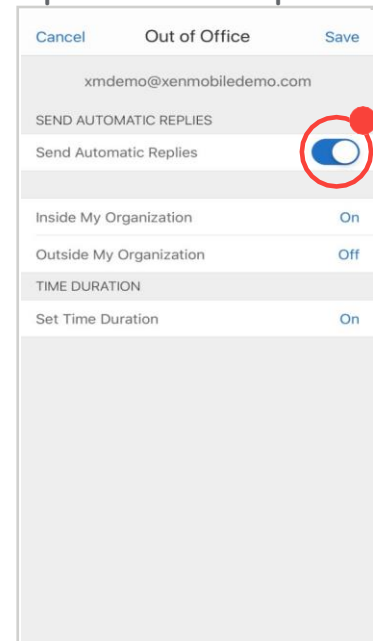 Cancel Out of Office Save
xmdemo@xenmobiledemo.com
SEND AUTOMATIC REPLIES
Send Automatic Replies
Inside My Organization On
Outside My Organization Off
TIME DURATION
Set Time Duration On